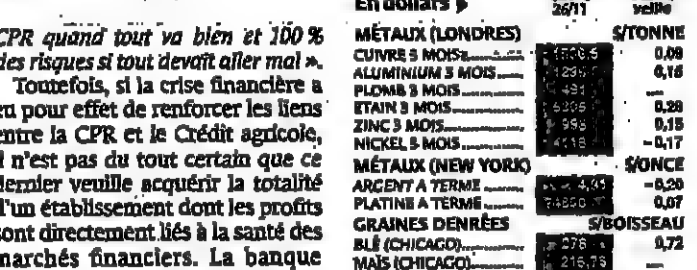 CPR quand tout va bien et 100 %
des risques si tout devait aller mal ».
Toutefois, si la crise financière a
eu pour effet de renforcer les liens
entre la CPR et le Crédit agricole,
il n'est pas du tout certain que ce
dernier veuille acquérir la totalité
d'un établissement dont les profits
sont directement liés à la santé des
marchés financiers. La banque
En dollars 26/11 veille
MÉTAUX (LONDRES) $/TONNE
CUIVRE 3 MOIS 0,09
ALUMINIUM 3 MOIS 0,16
PLOMB 3 MOIS 491
ETAIN 3 MOIS 5205 0,28
ZINC 3 MOIS 995 0,15
NICKEL 3 MOIS -0,17
MÉTAUX (NEW YORK) $/ONCE
ARGENT A TERME -0,20
PLATINE A TERME 0,07
GRAINES DENRÉES $/BOISSEAU
BLÉ (CHICAGO) 276 0,72
MAÏS (CHICAGO) 216,75